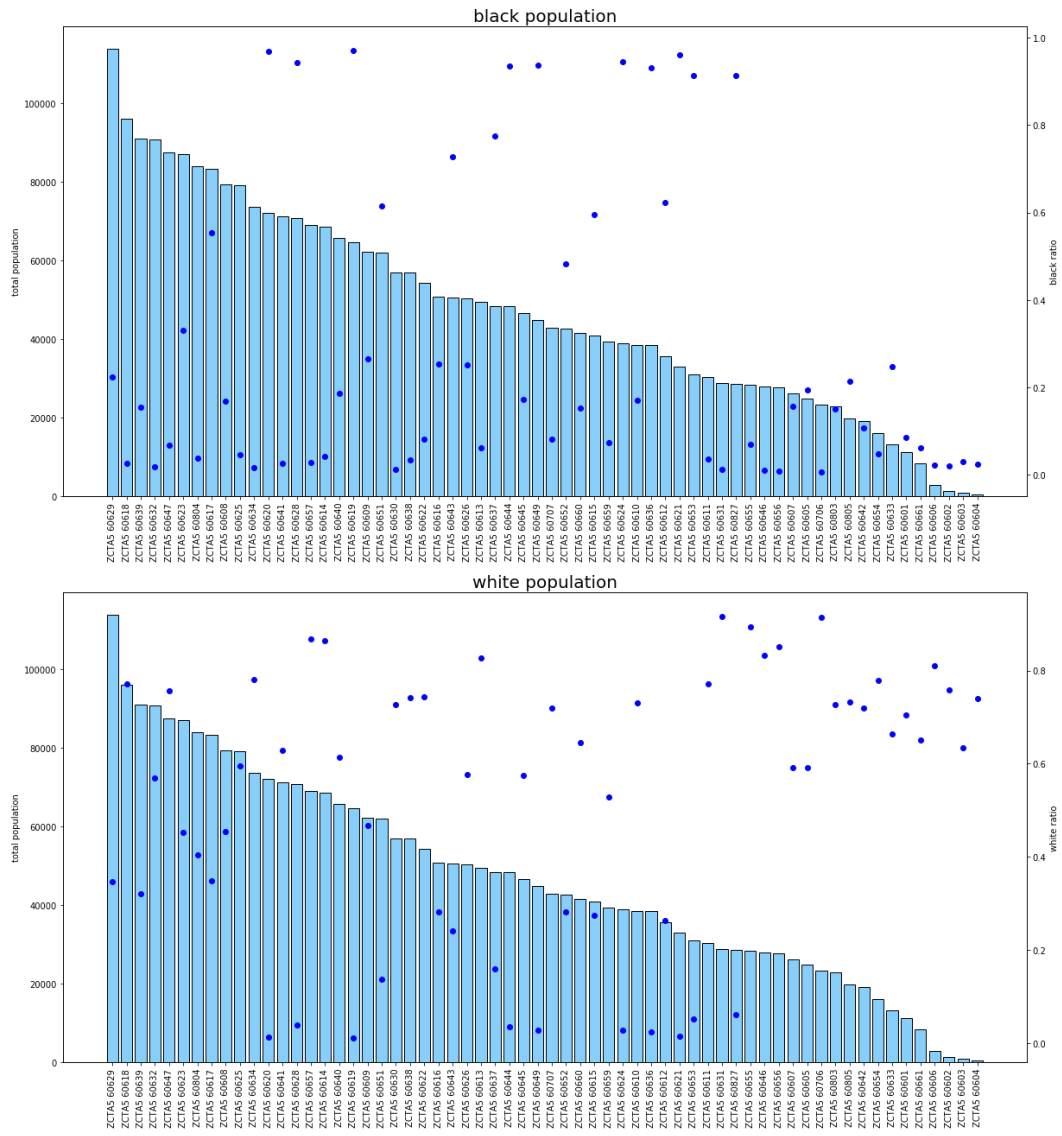 black population
total population
100000
80000
60000
40000
20000
0
1.0
0.8
0.6
0.4
0.2
0.0
black ratio
ZCTA5 60629
ZCTA5 60618
ZCTA5 60639
ZCTA5 60632
ZCTA5 60647
ZCTA5 60623
ZCTA5 60804
ZCTA5 60617
ZCTA5 60608
ZCTA5 60625
ZCTA5 60634
ZCTA5 60620
ZCTA5 60641
ZCTA5 60628
ZCTA5 60657
ZCTA5 60614
ZCTA5 60640
ZCTA5 60619
ZCTA5 60609
ZCTA5 60651
ZCTA5 60630
ZCTA5 60638
ZCTA5 60622
ZCTA5 60616
ZCTA5 60643
ZCTA5 60626
ZCTA5 60613
ZCTA5 60637
ZCTA5 60644
ZCTA5 60645
ZCTA5 60649
ZCTA5 60707
ZCTA5 60652
ZCTA5 60660
ZCTA5 60615
ZCTA5 60659
ZCTA5 60624
ZCTA5 60610
ZCTA5 60636
ZCTA5 60612
ZCTA5 60621
ZCTA5 60653
ZCTA5 60611
ZCTA5 60631
ZCTA5 60827
ZCTA5 60655
ZCTA5 60646
ZCTA5 60656
ZCTA5 60607
ZCTA5 60605
ZCTA5 60706
ZCTA5 60803
ZCTA5 60805
ZCTA5 60642
ZCTA5 60654
ZCTA5 60633
ZCTA5 60601
ZCTA5 60661
ZCTA5 60606
ZCTA5 60602
ZCTA5 60603
ZCTA5 60604
white population
total population
100000
80000
60000
40000
20000
0
0.8
0.6
0.4
0.2
0.0
white ratio
ZCTA5 60629
ZCTA5 60618
ZCTA5 60639
ZCTA5 60632
ZCTA5 60647
ZCTA5 60623
ZCTA5 60804
ZCTA5 60617
ZCTA5 60608
ZCTA5 60625
ZCTA5 60634
ZCTA5 60620
ZCTA5 60641
ZCTA5 60628
ZCTA5 60657
ZCTA5 60614
ZCTA5 60640
ZCTA5 60619
ZCTA5 60609
ZCTA5 60651
ZCTA5 60630
ZCTA5 60638
ZCTA5 60622
ZCTA5 60616
ZCTA5 60643
ZCTA5 60626
ZCTA5 60613
ZCTA5 60637
ZCTA5 60644
ZCTA5 60645
ZCTA5 60649
ZCTA5 60707
ZCTA5 60652
ZCTA5 60660
ZCTA5 60615
ZCTA5 60659
ZCTA5 60624
ZCTA5 60610
ZCTA5 60636
ZCTA5 60612
ZCTA5 60621
ZCTA5 60653
ZCTA5 60611
ZCTA5 60631
ZCTA5 60827
ZCTA5 60655
ZCTA5 60646
ZCTA5 60656
ZCTA5 60607
ZCTA5 60605
ZCTA5 60706
ZCTA5 60803
ZCTA5 60805
ZCTA5 60642
ZCTA5 60654
ZCTA5 60633
ZCTA5 60601
ZCTA5 60661
ZCTA5 60606
ZCTA5 60602
ZCTA5 60603
ZCTA5 60604